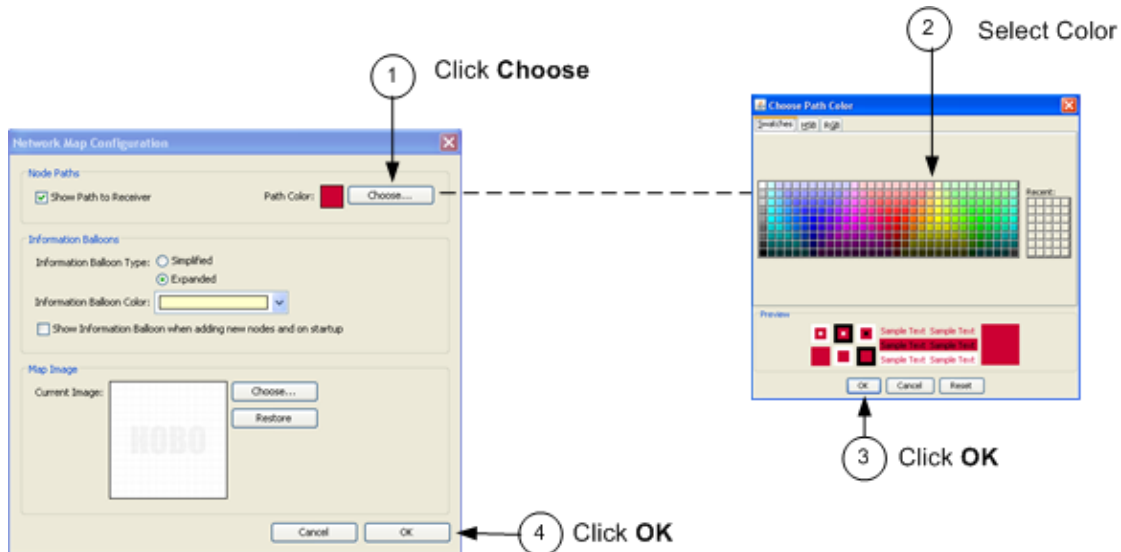 2 Select Color
1 Click Choose
Choose Path Color
Swatches HSB RGB
Recent:
Preview
Sample Text Sample Text
Sample Text Sample Text
Sample Text Sample Text
OK Cancel Reset
3 Click OK
Network Map Configuration
Node Paths
Show Path to Receiver Path Color: Choose...
Information Balloons
Information Balloon Type: Simplified
Expanded
Information Balloon Color:
Show Information Balloon when adding new nodes and on startup
Map Image
Current Image: Choose...
Restore
HOBO
Cancel OK
4 Click OK